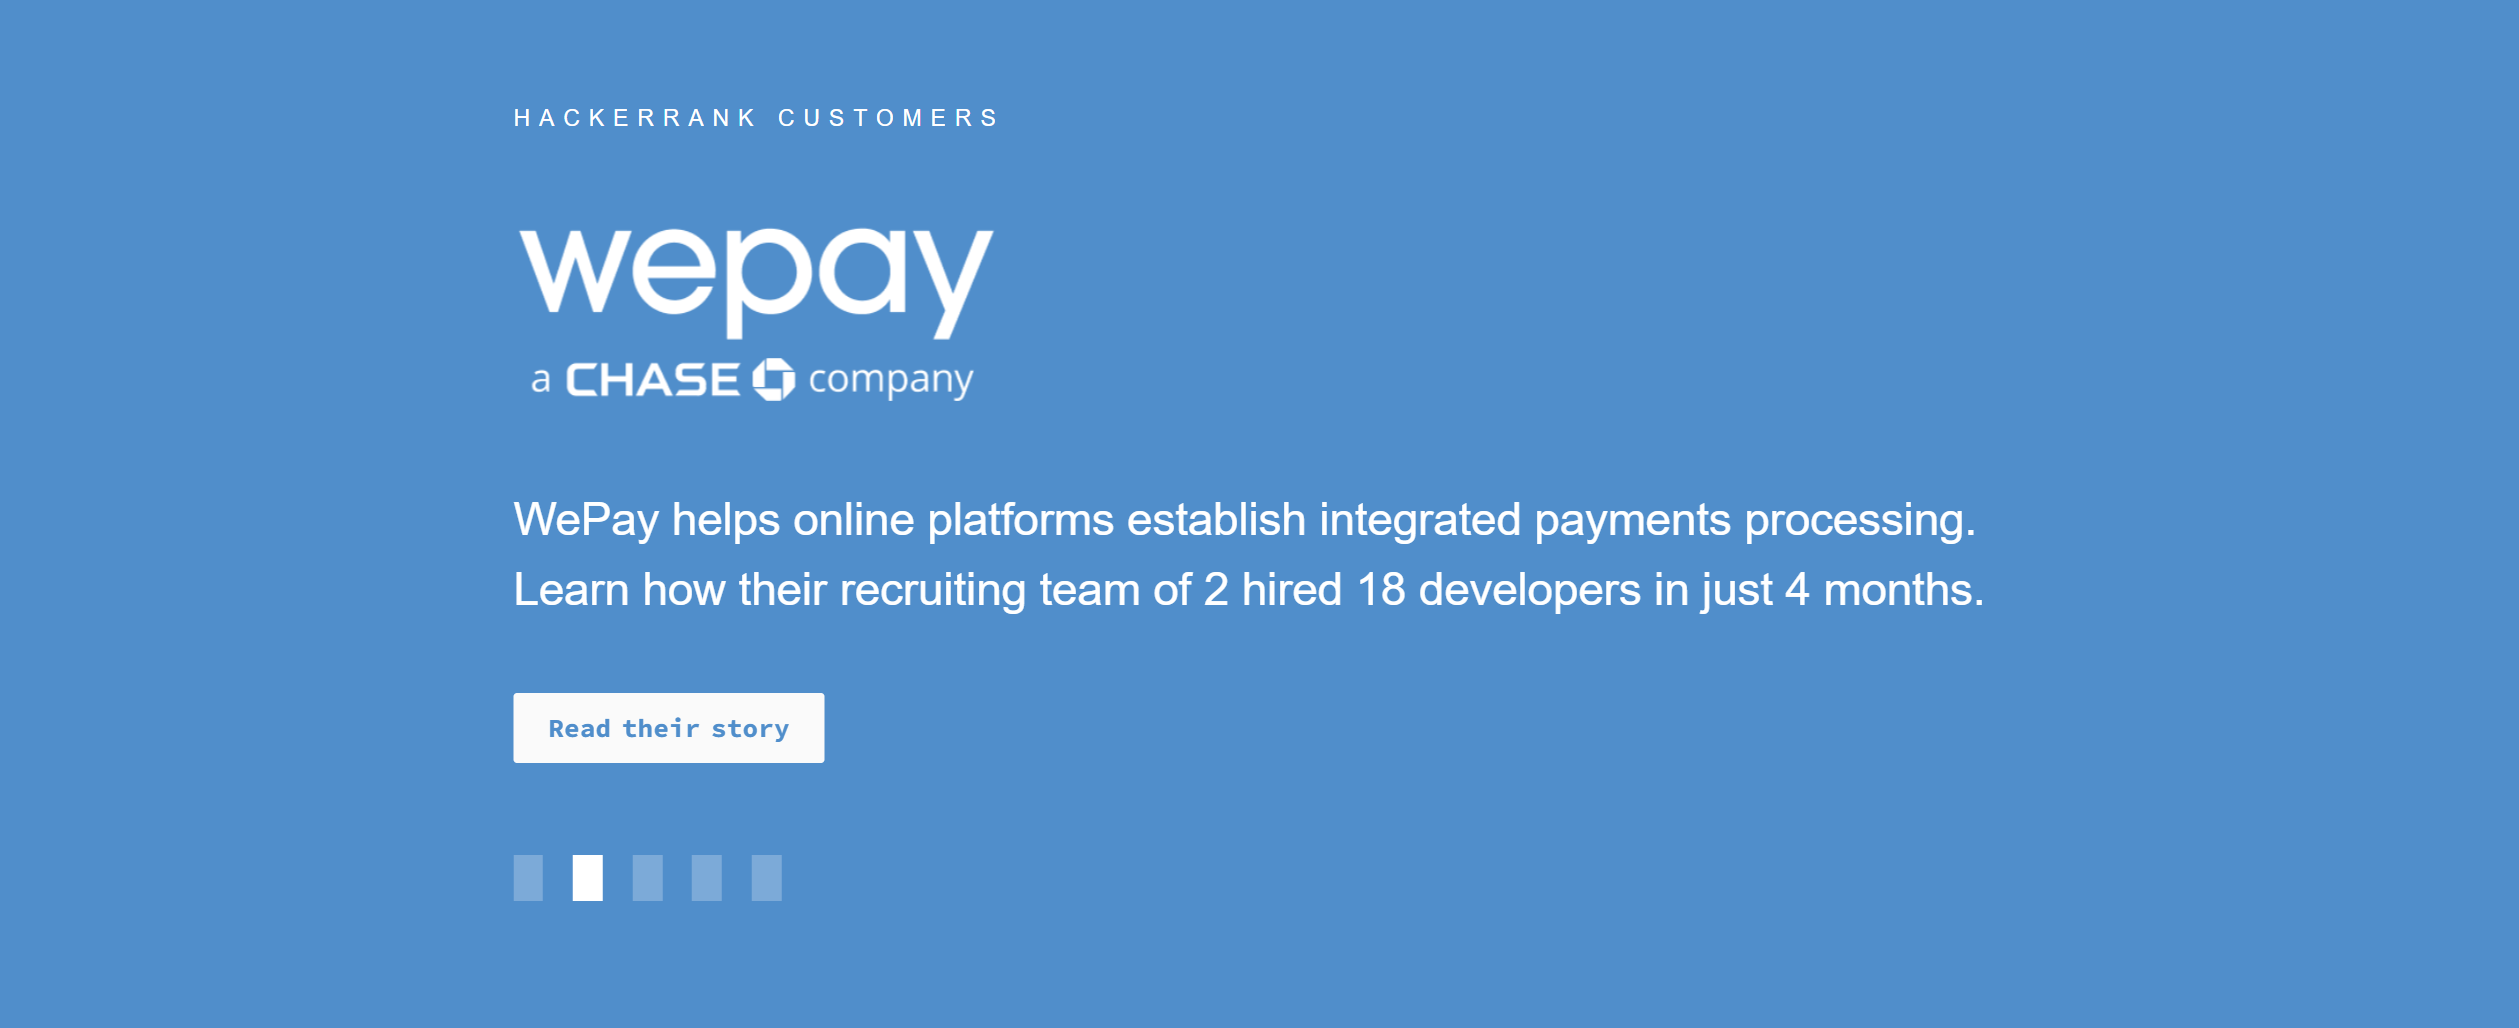 HACKERRANK CUSTOMERS
wepay
a CHASE company
WePay helps online platforms establish integrated payments processing.
Learn how their recruiting team of 2 hired 18 developers in just 4 months.
Read their story